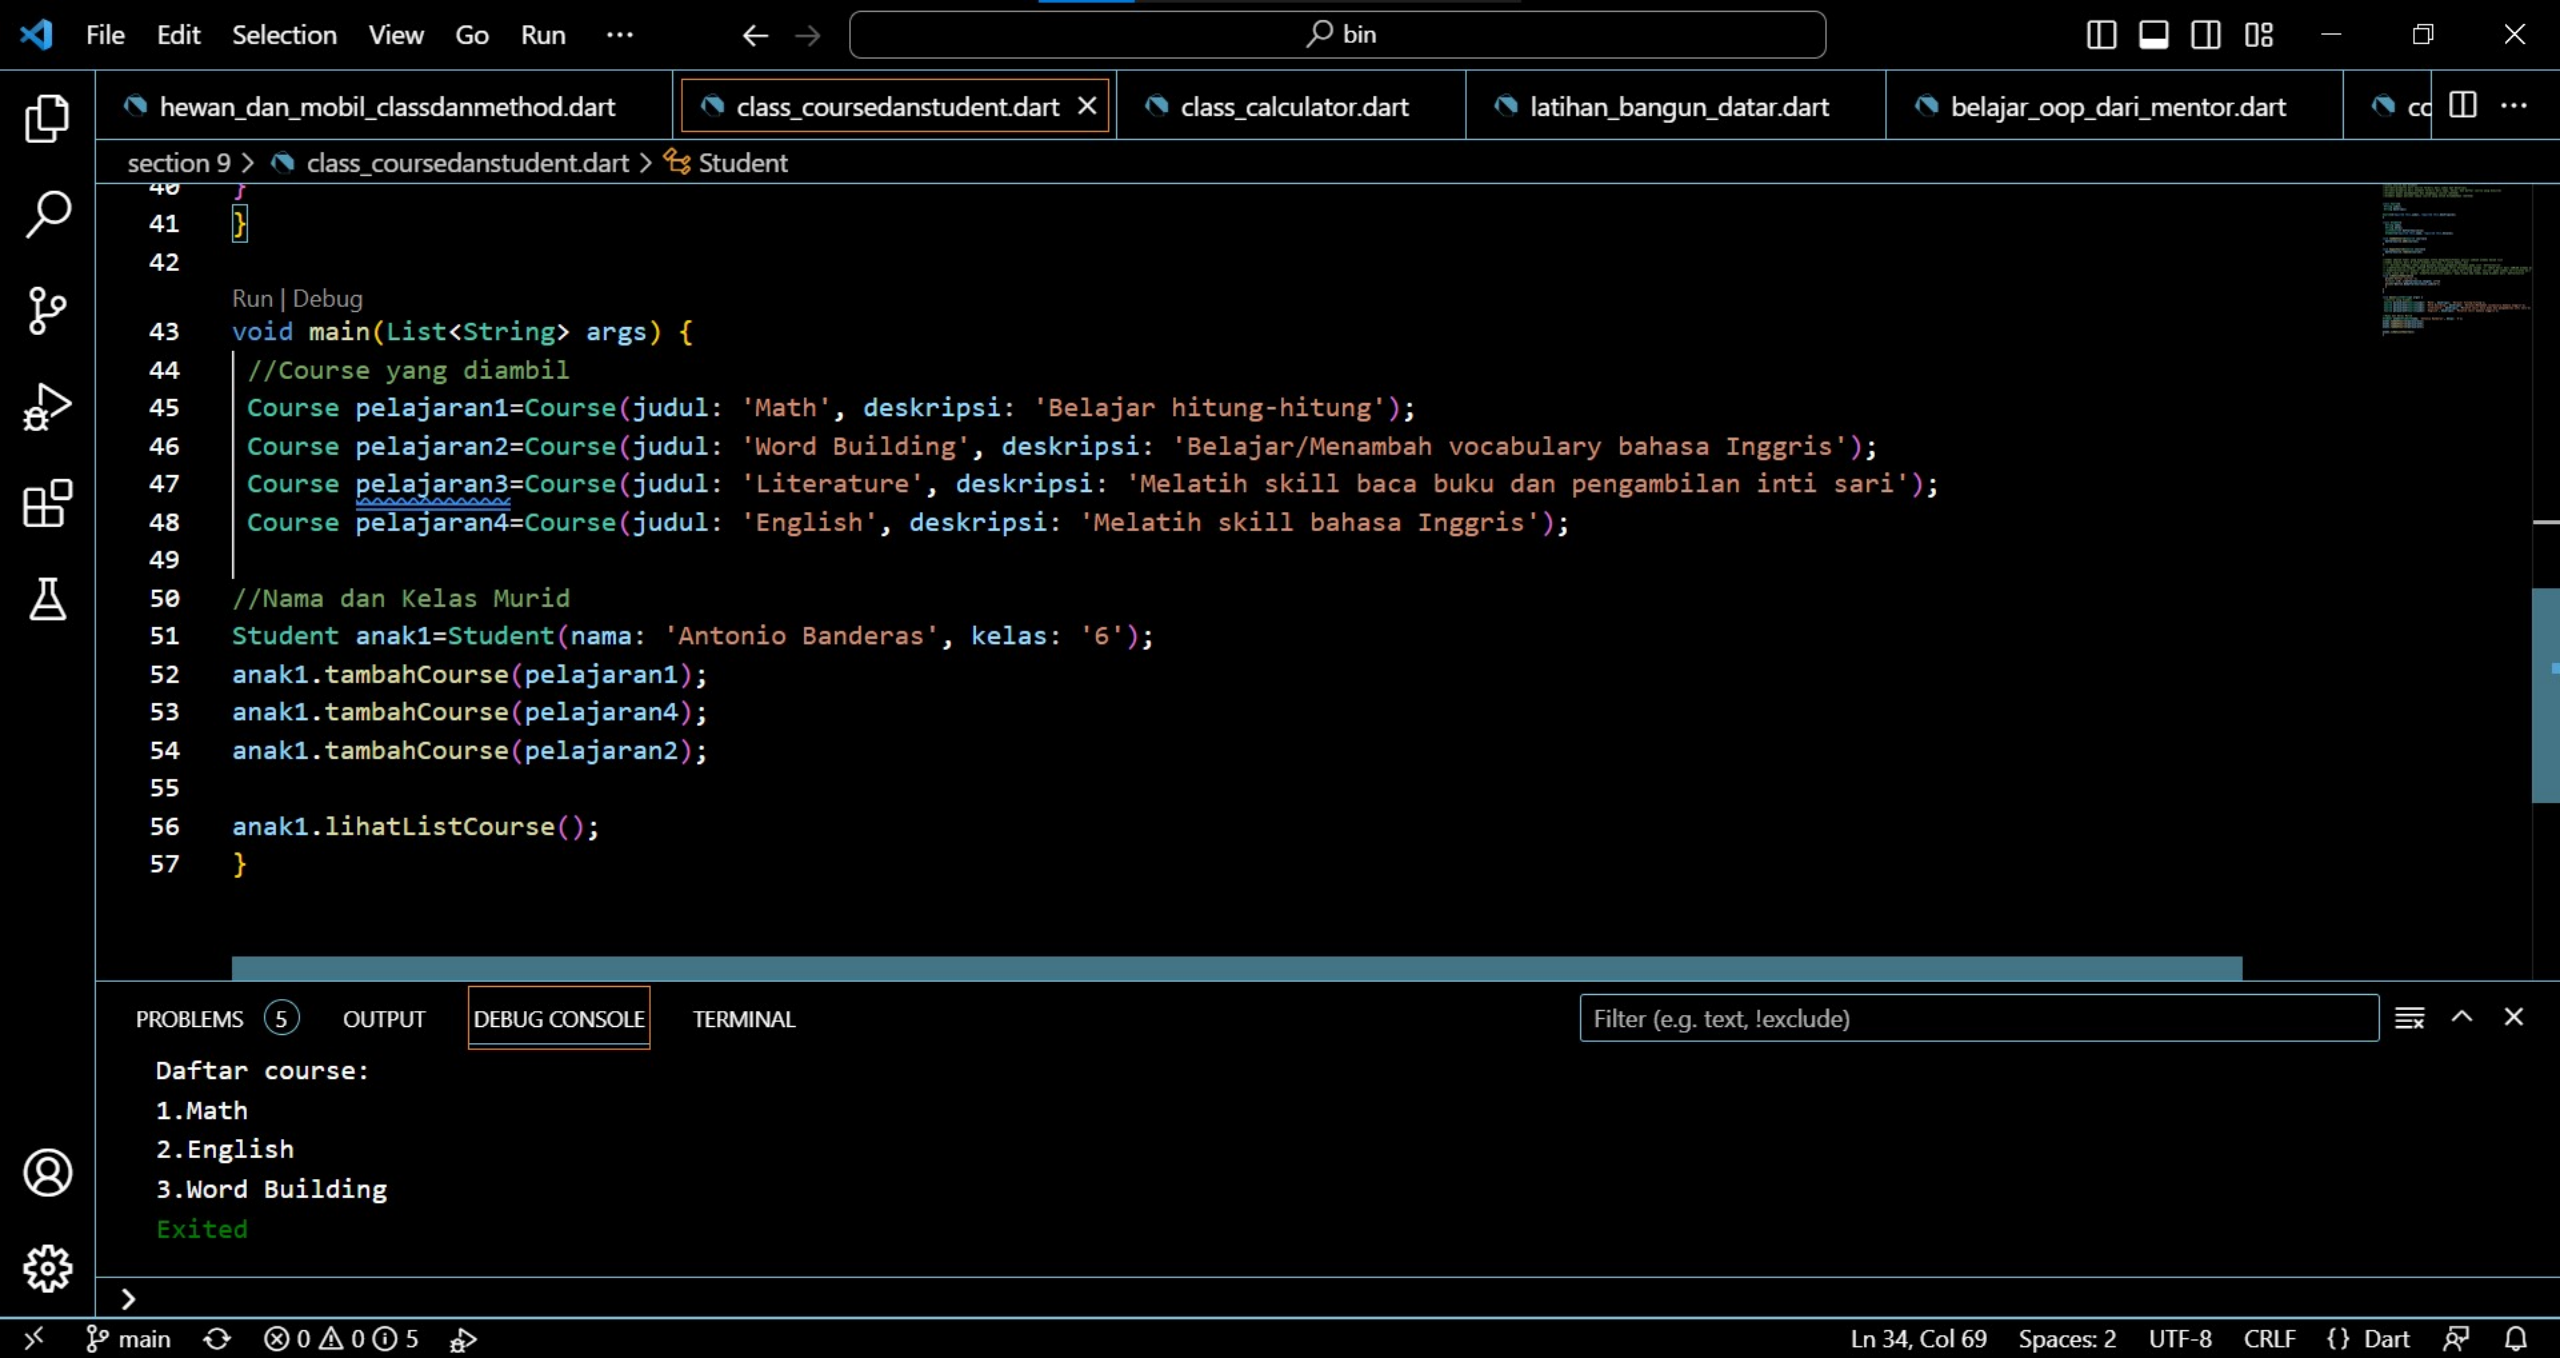 File Edit Selection View Go Run ··· bin
hewan_dan_mobil_classdanmethod.dart class_coursedanstudent.dart class_calculator.dart latihan_bangun_datar.dart belajar_oop_dari_mentor.dart
section 9 > class_coursedanstudent.dart > Student
40 }
41 }
42
Run | Debug
43 void main(List<String> args) {
44 //Course yang diambil
45 Course pelajaran1=Course(judul: 'Math', deskripsi: 'Belajar hitung-hitung');
46 Course pelajaran2=Course(judul: 'Word Building', deskripsi: 'Belajar/Menambah vocabulary bahasa Inggris');
47 Course pelajaran3=Course(judul: 'Literature', deskripsi: 'Melatih skill baca buku dan pengambilan inti sari');
48 Course pelajaran4=Course(judul: 'English', deskripsi: 'Melatih skill bahasa Inggris');
49
50 //Nama dan Kelas Murid
51 Student anak1=Student(nama: 'Antonio Banderas', kelas: '6');
52 anak1.tambahCourse(pelajaran1);
53 anak1.tambahCourse(pelajaran4);
54 anak1.tambahCourse(pelajaran2);
55
56 anak1.lihatListCourse();
57 }
PROBLEMS 5 OUTPUT DEBUG CONSOLE TERMINAL Filter (e.g. text, !exclude)
Daftar course:
1.Math
2.English
3.Word Building
Exited
>
main 0 0 5 Ln 34, Col 69 Spaces: 2 UTF-8 CRLF {} Dart